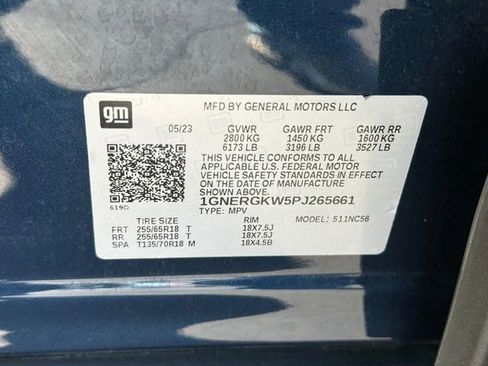 gm
MFD BY GENERAL MOTORS LLC
05/23 GVWR GAWR FRT GAWR RR
2800 KG 1450 KG 1600 KG
6173 LB 3196 LB 3527 LB
THIS VEHICLE CONFORMS TO ALL
APPLICABLE U.S. FEDERAL MOTOR
VEHICLE SAFETY STANDARDS IN EFFECT
ON THE DATE OF MANUFACTURE
SHOWN ABOVE.
1GNERGKW5PJ265661
619D TYPE: MPV MODEL: 511NC56
TIRE SIZE RIM
FRT 255/65R18 T 18X7.5J
RR 255/65R18 T 18X7.5J
SPA T135/70R18 M 18X4.5B